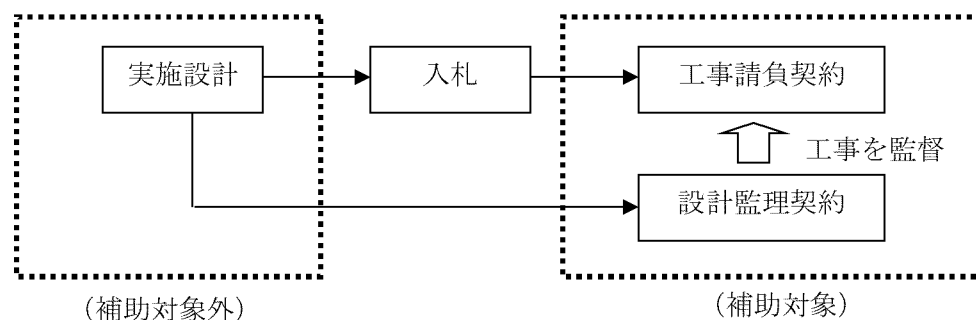 実施設計
入札
工事請負契約
工事を監督
設計監理契約
（補助対象外）
（補助対象）